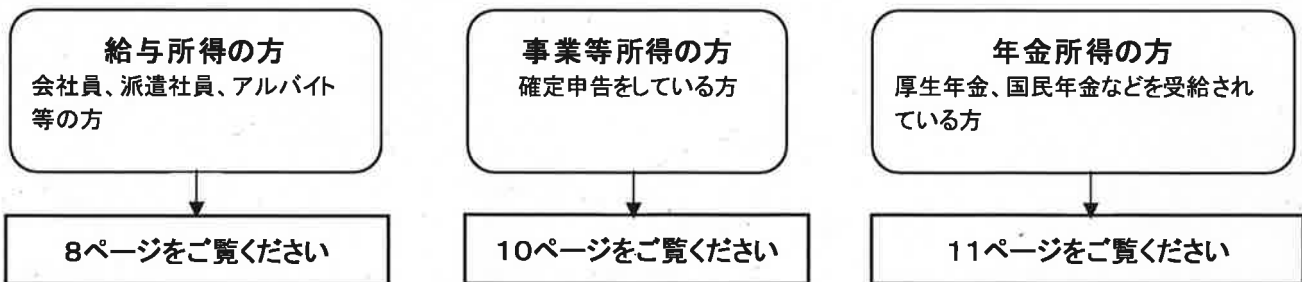 給与所得の方
会社員、派遣社員、アルバイト
等の方
8ページをご覧ください
事業等所得の方
確定申告をしている方
10ページをご覧ください
年金所得の方
厚生年金、国民年金などを受給され
ている方
11ページをご覧ください